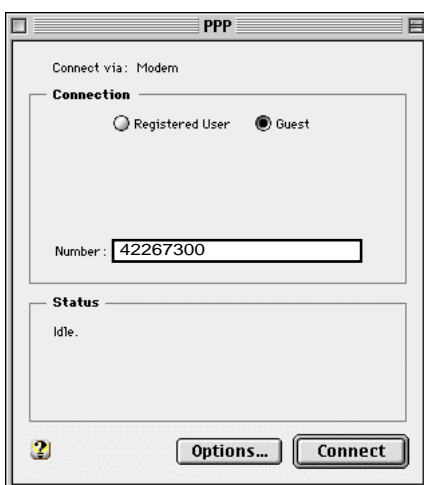 PPP
Connect via: Modem
Connection
Registered User Guest
Number: 42267300
Status
Idle.
? Options... Connect